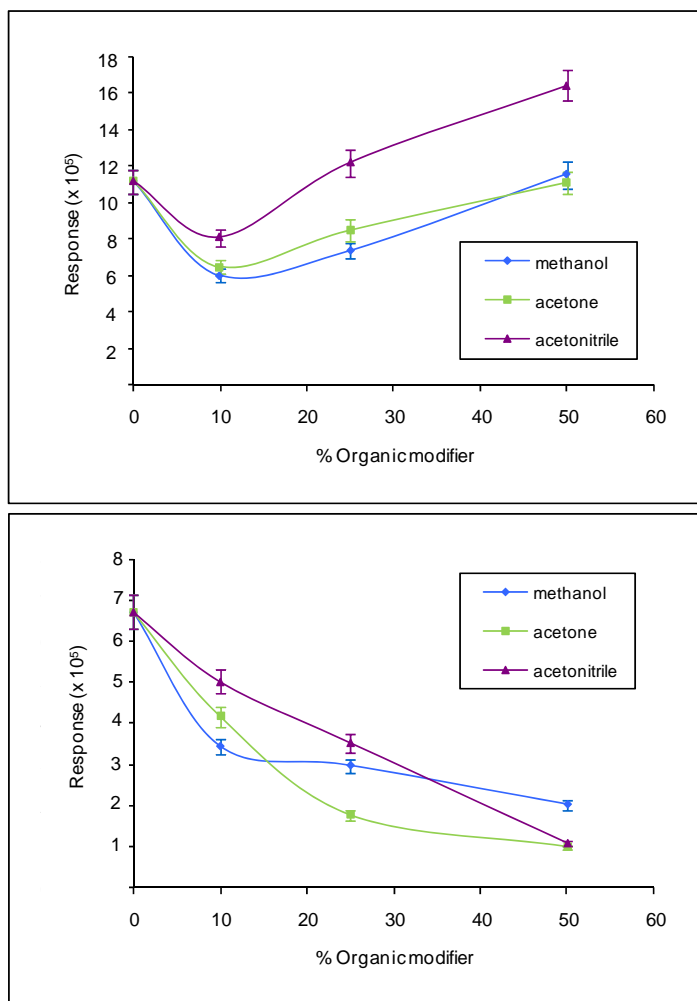 18
16
14
12
10
8
6
4
2
Response (x 10⁵)
methanol
acetone
acetonitrile
0 10 20 30 40 50 60
% Organic modifier
8
7
6
5
4
3
2
1
Response (x 10⁵)
methanol
acetone
acetonitrile
0 10 20 30 40 50 60
% Organic modifier